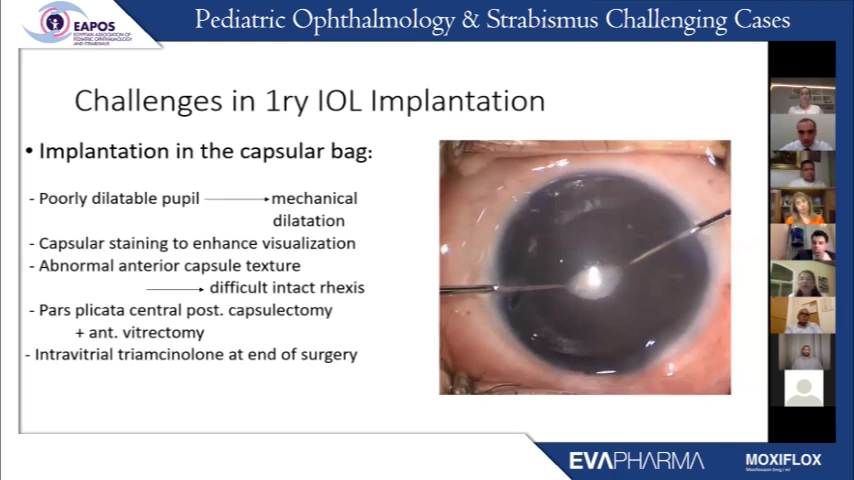 EAPOS
EGYPTIAN ASSOCIATION OF
PEDIATRIC OPHTHALMOLOGY
AND STRABISMUS
Pediatric Ophthalmology & Strabismus Challenging Cases
Challenges in 1ry IOL Implantation
• Implantation in the capsular bag:
- Poorly dilatable pupil → mechanical
dilatation
- Capsular staining to enhance visualization
- Abnormal anterior capsule texture
→ difficult intact rhexis
- Pars plicata central post. capsulectomy
+ ant. vitrectomy
- Intravitrial triamcinolone at end of surgery
EVAPHARMA
MOXIFLOX